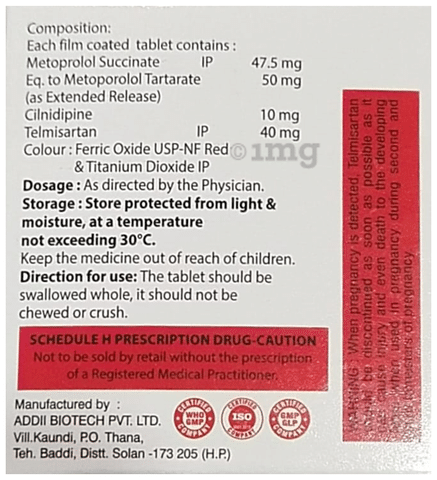 Composition:
Each film coated tablet contains :
Metoprolol Succinate IP 47.5 mg
Eq. to Metoporolol Tartarate 50 mg
(as Extended Release)
Cilnidipine 10 mg
Telmisartan IP 40 mg
Colour : Ferric Oxide USP-NF Red
& Titanium Dioxide IP
© 1mg
Dosage : As directed by the Physician.
Storage : Store protected from light &
moisture, at a temperature
not exceeding 30°C.
Keep the medicine out of reach of children.
Direction for use: The tablet should be
swallowed whole, it should not be
chewed or crush.
SCHEDULE H PRESCRIPTION DRUG-CAUTION
Not to be sold by retail without the prescription
of a Registered Medical Practitioner.
Manufactured by :
ADDII BIOTECH PVT. LTD.
Vill.Kaundi, P.O. Thana,
Teh. Baddi, Distt. Solan -173 205 (H.P.)
CERTIFIED
WHO
GMP
COMPANY
CERTIFIED
ISO
COMPANY
CERTIFIED
GMP
GLP
COMPANY
WARNING : When pregnancy is detected, Telmisartan
should be discontinued as soon as possible as it
can cause injury and even death to the developing
when used in pregnancy during second and
trimesters of pregnancy.